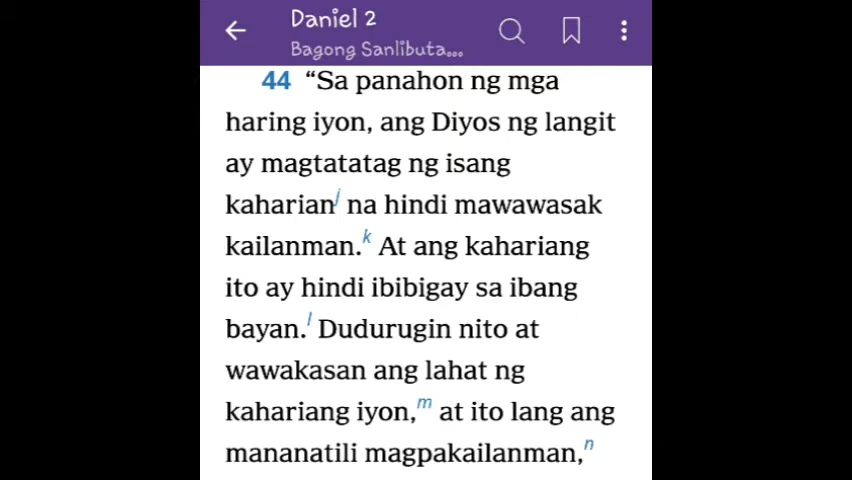 Daniel 2
Bagong Sanlibuta...
44 “Sa panahon ng mga
haring iyon, ang Diyos ng langit
ay magtatatag ng isang
kaharian j na hindi mawawasak
kailanman. k At ang kahariang
ito ay hindi ibibigay sa ibang
bayan. l Dudurugin nito at
wawakasan ang lahat ng
kahariang iyon, m at ito lang ang
mananatili magpakailanman, n